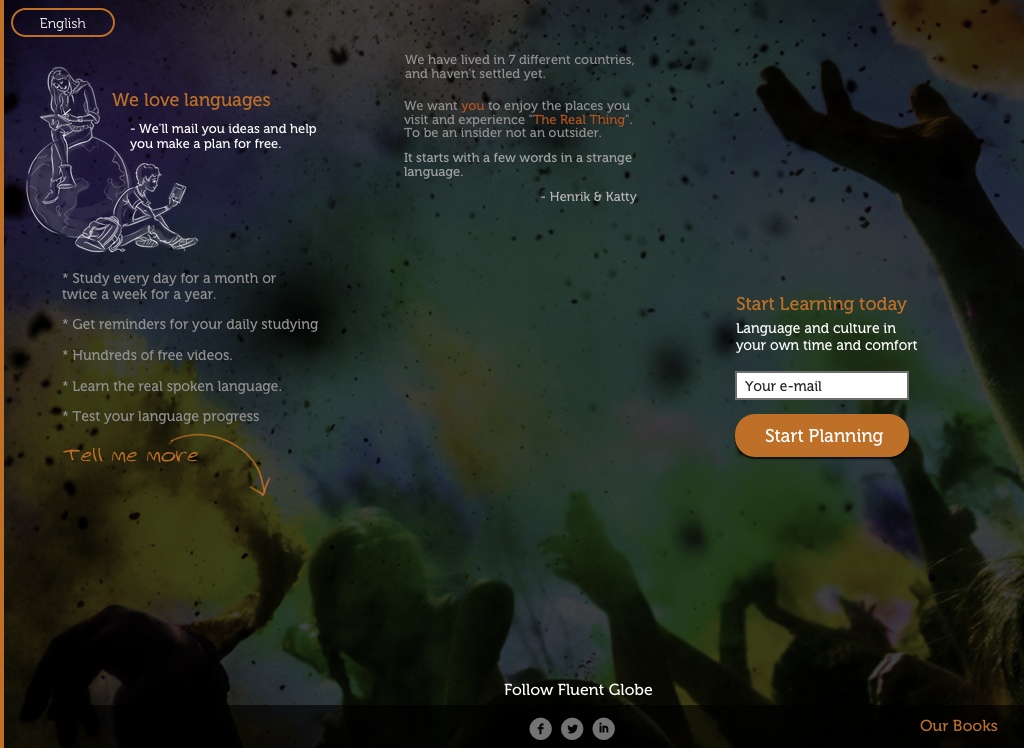 English
We love languages
- We'll mail you ideas and help
you make a plan for free.
We have lived in 7 different countries,
and haven't settled yet.
We want you to enjoy the places you
visit and experience "The Real Thing".
To be an insider not an outsider.
It starts with a few words in a strange
language.
- Henrik & Katty
* Study every day for a month or
twice a week for a year.
* Get reminders for your daily studying
* Hundreds of free videos.
* Learn the real spoken language.
* Test your language progress
Tell me more
Start Learning today
Language and culture in
your own time and comfort
Your e-mail
Start Planning
Follow Fluent Globe
f in
Our Books